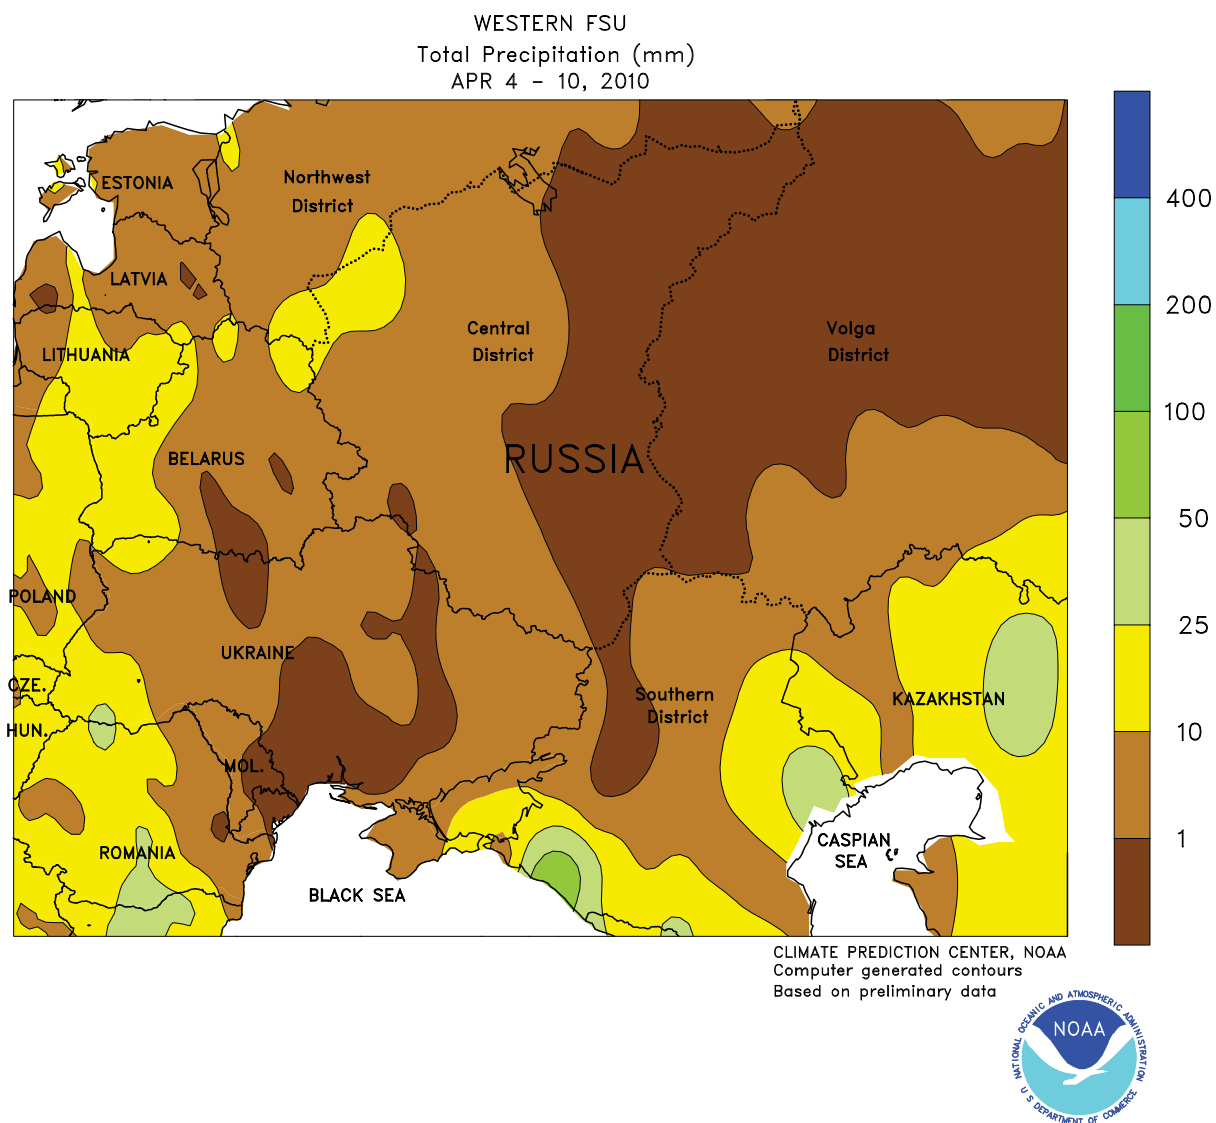 WESTERN FSU
Total Precipitation (mm)
APR 4 - 10, 2010
ESTONIA
Northwest
District
LATVIA
LITHUANIA
Central
District
Volga
District
BELARUS
RUSSIA
POLAND
UKRAINE
CZE.
Southern
District
KAZAKHSTAN
HUN.
MOL.
ROMANIA
CASPIAN
SEA
BLACK SEA
400
200
100
50
25
10
1
CLIMATE PREDICTION CENTER, NOAA
Computer generated contours
Based on preliminary data
NATIONAL OCEANIC AND ATMOSPHERIC ADMINISTRATION
NOAA
U S DEPARTMENT OF COMMERCE